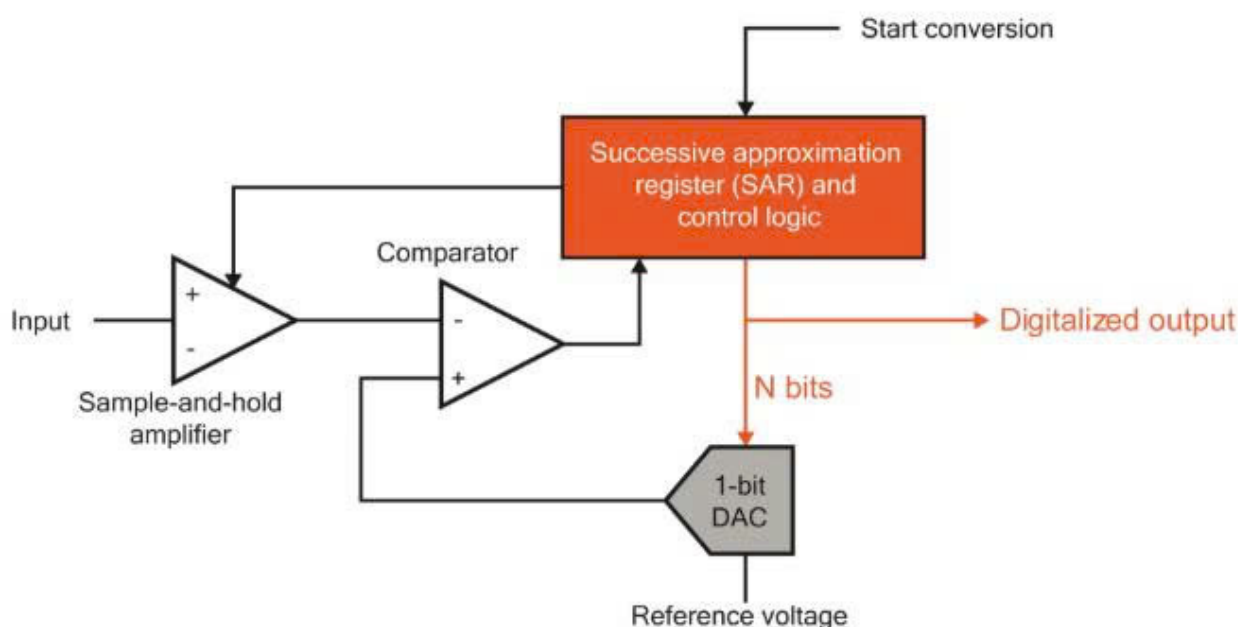 Start conversion
Successive approximation
register (SAR) and
control logic
Comparator
+
-
Input
-
+
Sample-and-hold
amplifier
Digitalized output
N bits
1-bit
DAC
Reference voltage